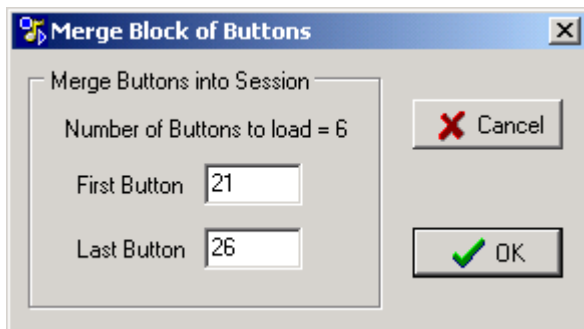 Merge Block of Buttons
Merge Buttons into Session
Number of Buttons to load = 6
Cancel
First Button 21
Last Button 26
OK